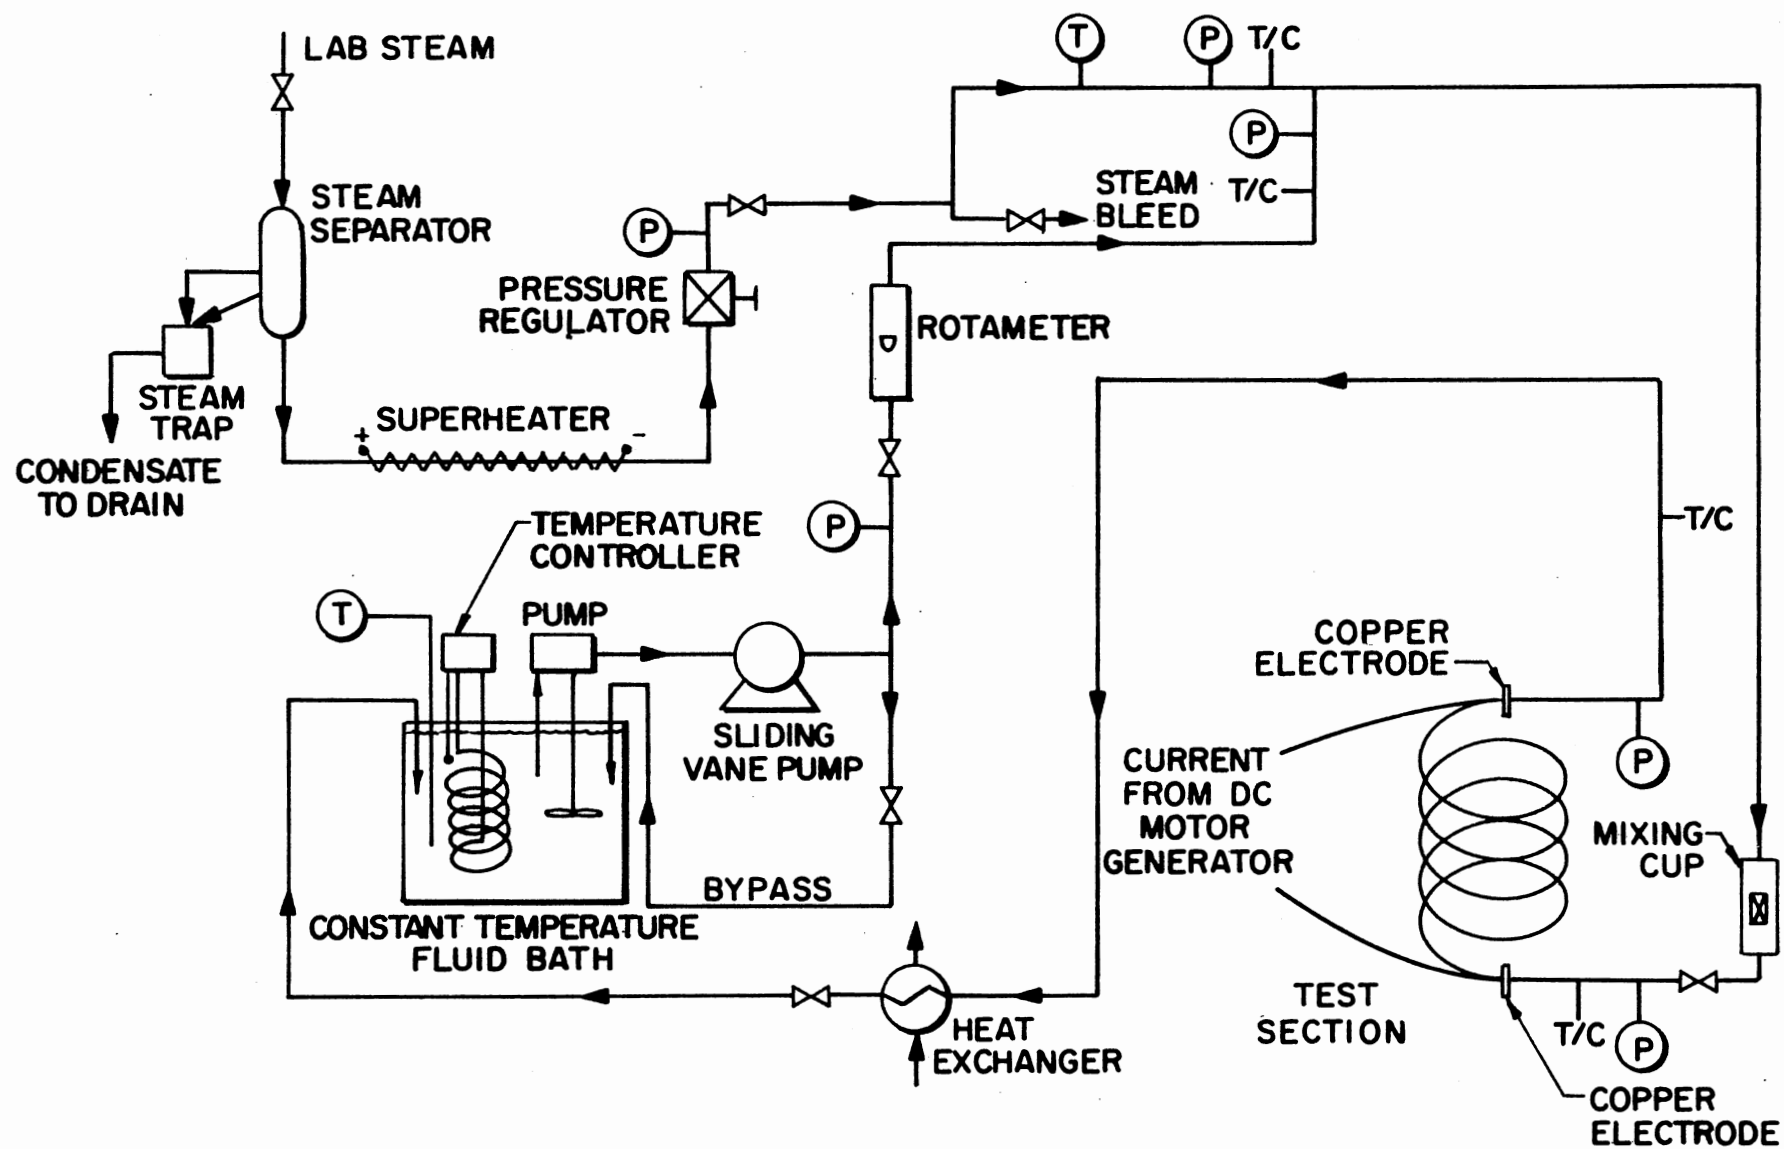 LAB STEAM
T
P
T/C
P
T/C
STEAM
SEPARATOR
STEAM
BLEED
P
PRESSURE
REGULATOR
ROTAMETER
STEAM
TRAP
SUPERHEATER
+
-
CONDENSATE
TO DRAIN
TEMPERATURE
CONTROLLER
P
T/C
T
PUMP
COPPER
ELECTRODE
SLIDING
VANE PUMP
P
CURRENT
FROM DC
MOTOR
GENERATOR
MIXING
CUP
BYPASS
CONSTANT TEMPERATURE
FLUID BATH
HEAT
EXCHANGER
TEST
SECTION
T/C
P
COPPER
ELECTRODE